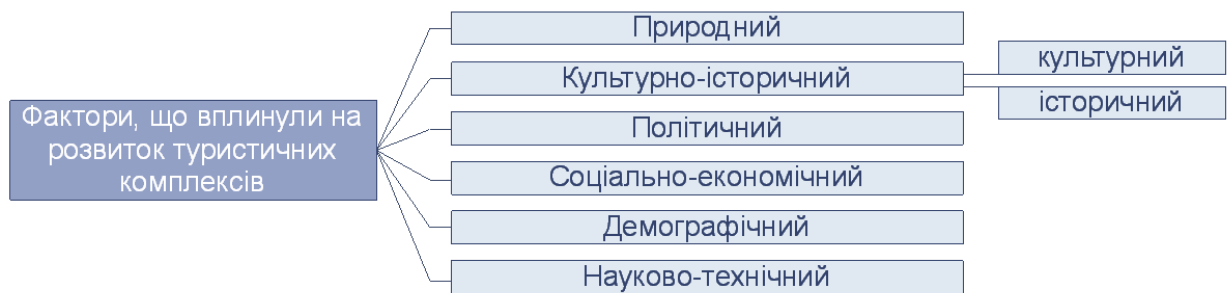 Фактори, що вплинули на
розвиток туристичних
комплексів
Природний
Культурно-історичний
культурний
історичний
Політичний
Соціально-економічний
Демографічний
Науково-технічний